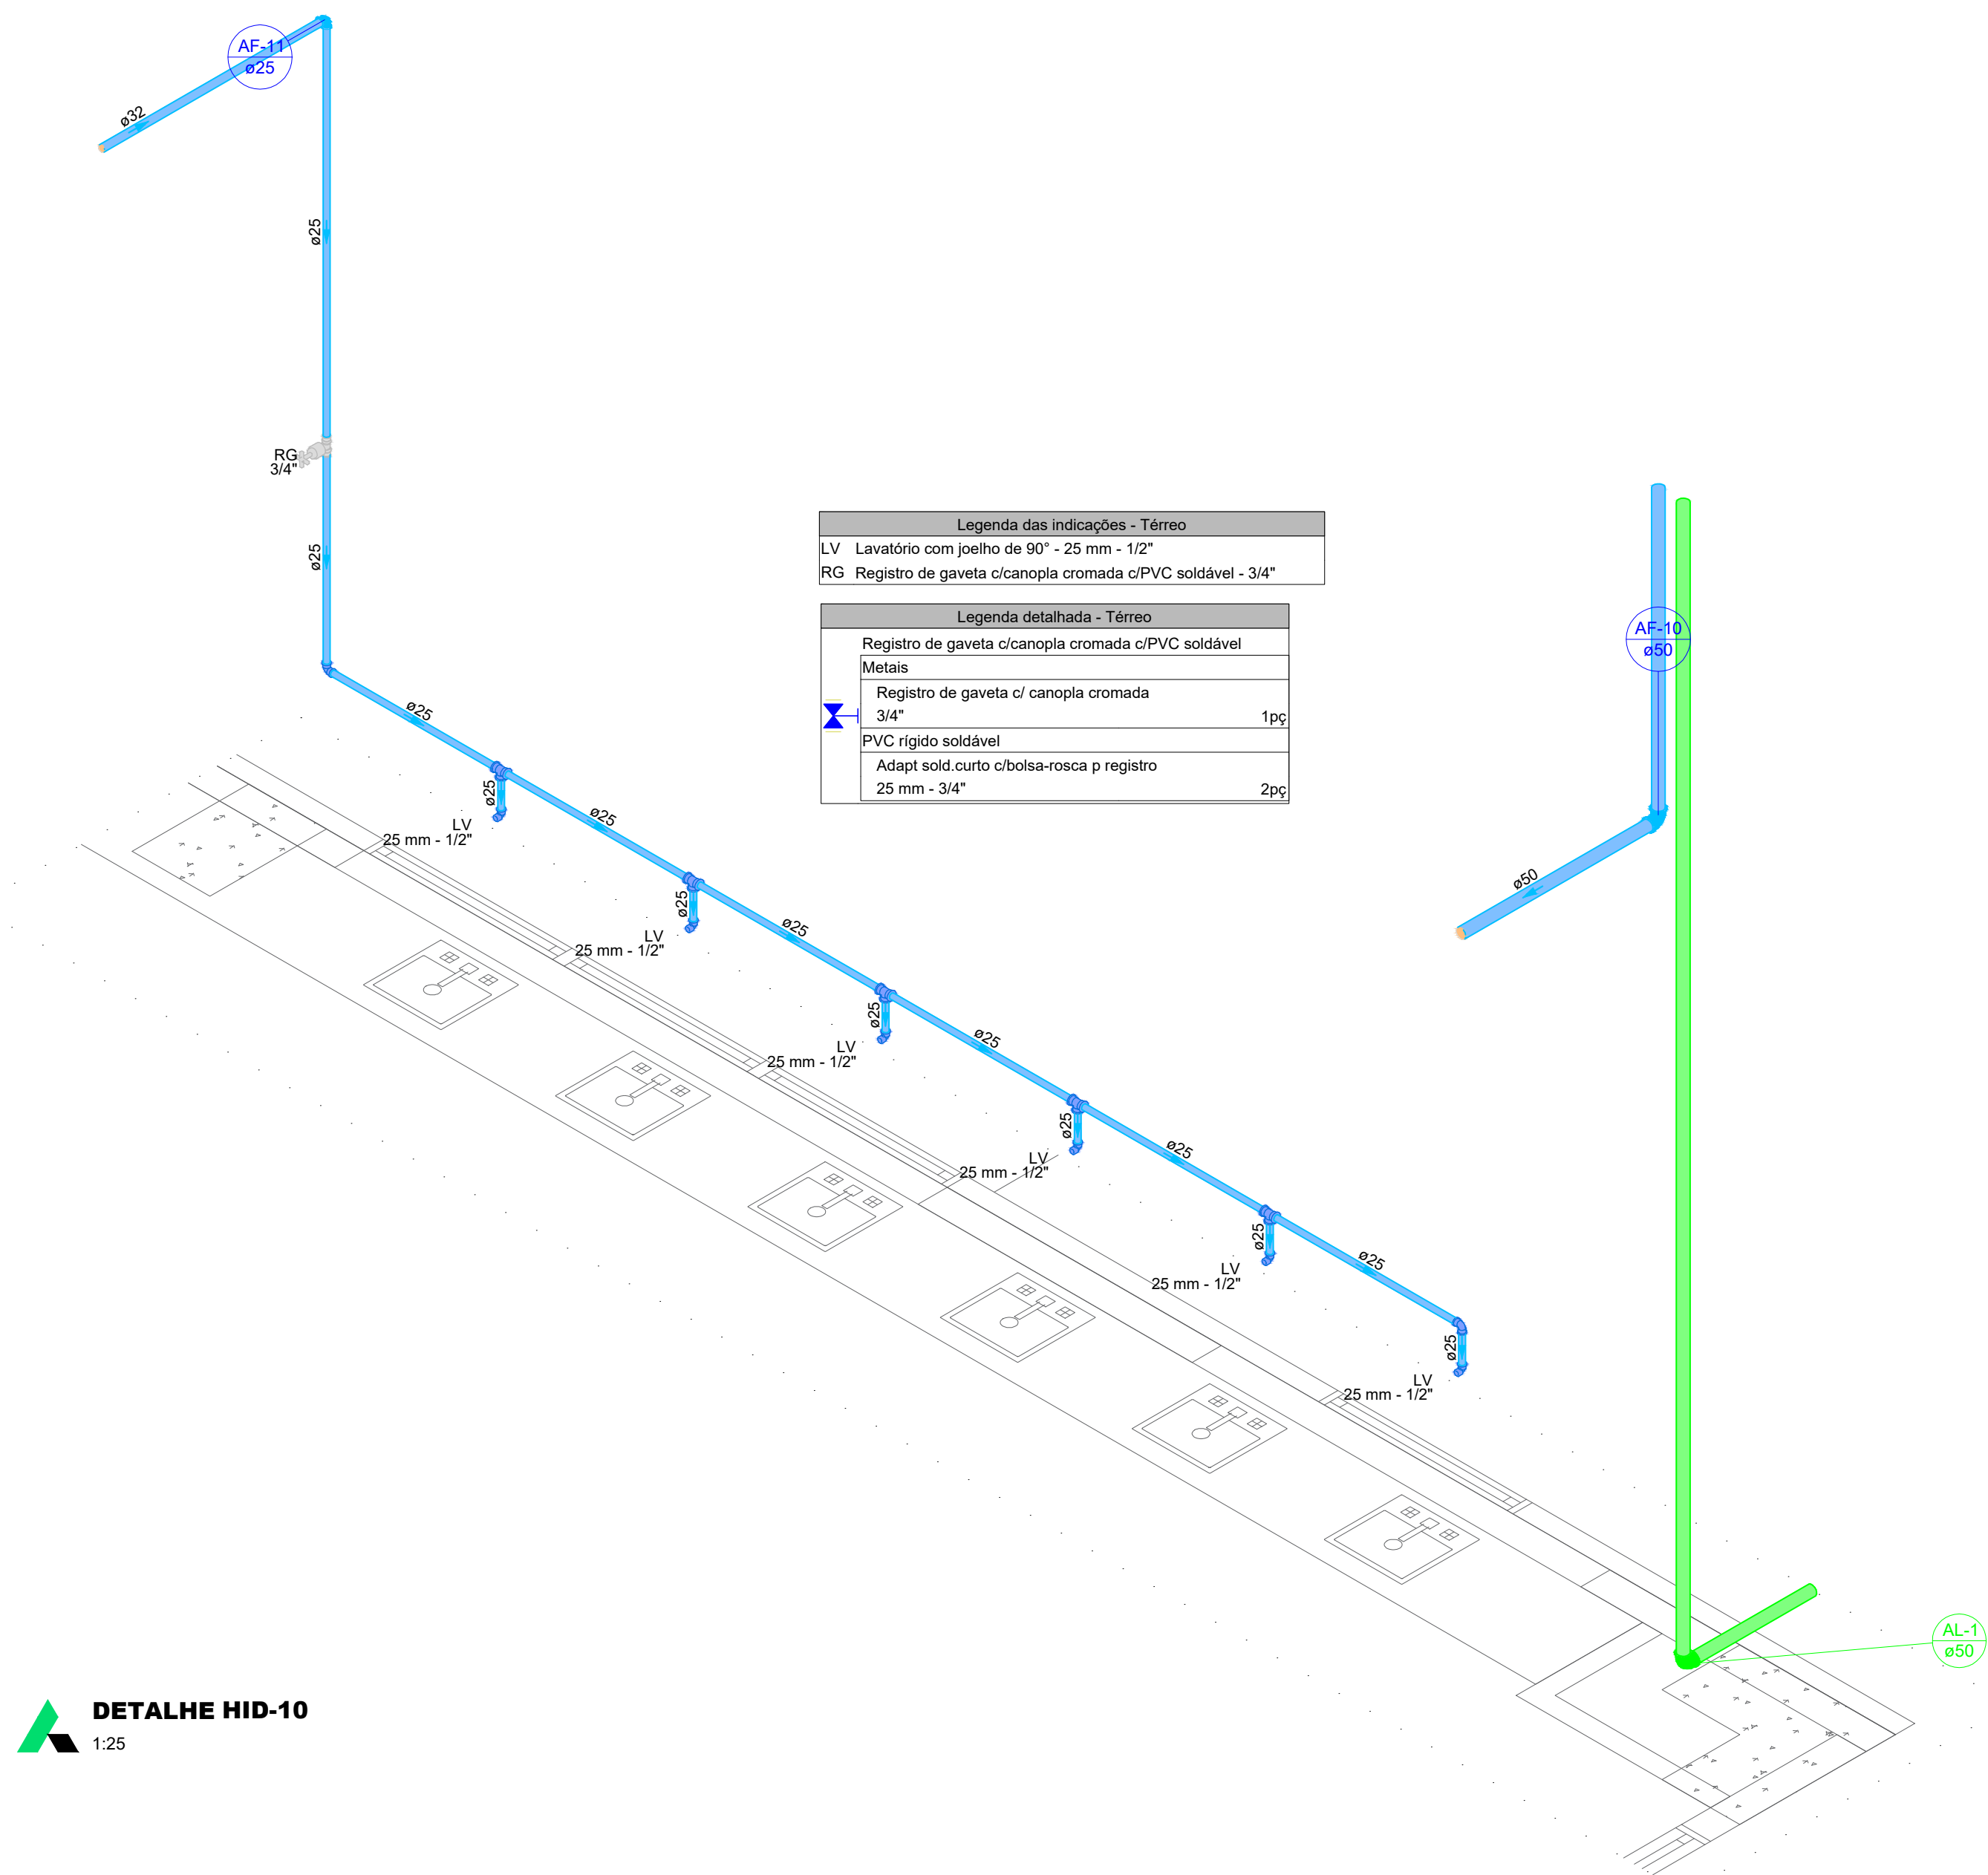 AF-11
ø25
ø32
ø25
RG
3/4"
ø25
Legenda das indicações - Térreo
LV Lavatório com joelho de 90° - 25 mm - 1/2"
RG Registro de gaveta c/canopla cromada c/PVC soldável - 3/4"
Legenda detalhada - Térreo
Registro de gaveta c/canopla cromada c/PVC soldável
Metais
Registro de gaveta c/ canopla cromada
3/4" 1pç
PVC rígido soldável
Adapt sold.curto c/bolsa-rosca p registro
25 mm - 3/4" 2pç
AF-10
ø50
ø50
ø25
ø25
LV
25 mm - 1/2"
ø25
ø25
LV
25 mm - 1/2"
ø25
ø25
LV
25 mm - 1/2"
ø25
ø25
LV
25 mm - 1/2"
ø25
ø25
LV
25 mm - 1/2"
ø25
ø25
LV
25 mm - 1/2"
AL-1
ø50
DETALHE HID-10
1:25